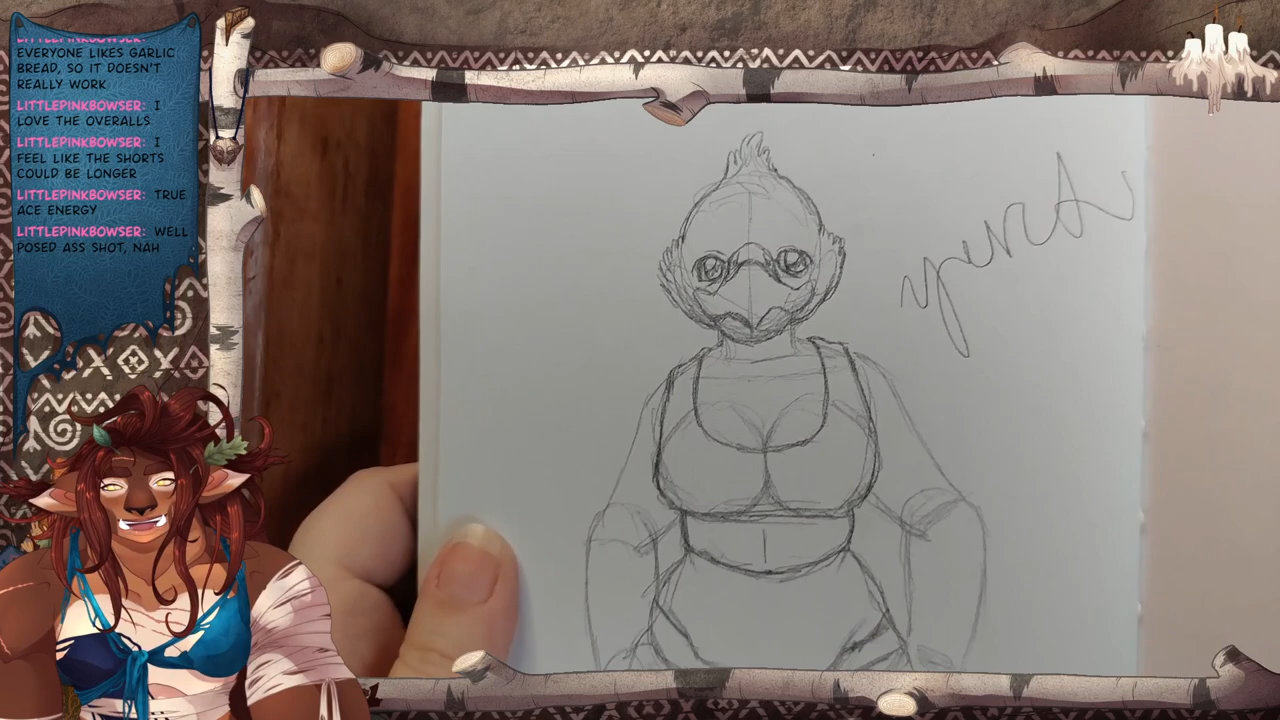 EVERYONE LIKES GARLIC
BREAD, SO IT DOESN'T
REALLY WORK
LITTLEPINKBOWSER: I
LOVE THE OVERALLS
LITTLEPINKBOWSER: I
FEEL LIKE THE SHORTS
COULD BE LONGER
LITTLEPINKBOWSER: TRUE
ACE ENERGY
LITTLEPINKBOWSER: WELL
POSED ASS SHOT, NAH